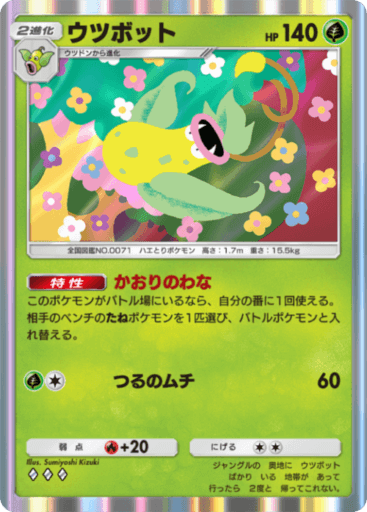 2進化 ウツボット HP 140
ウツドンから進化
全国図鑑NO.0071 ハエとりポケモン 高さ：1.7m 重さ：15.5kg
特性 かおりのわな
このポケモンがバトル場にいるなら、自分の番に1回使える。
相手のベンチのたねポケモンを1匹選び、バトルポケモンと入
れ替える。
つるのムチ 60
弱点 +20 にげる
Illus. Sumiyoshi Kizuki
ジャングルの 奥地に ウツボット
ばかり いる 地帯が あって
行ったら 2度と 帰ってこれない。